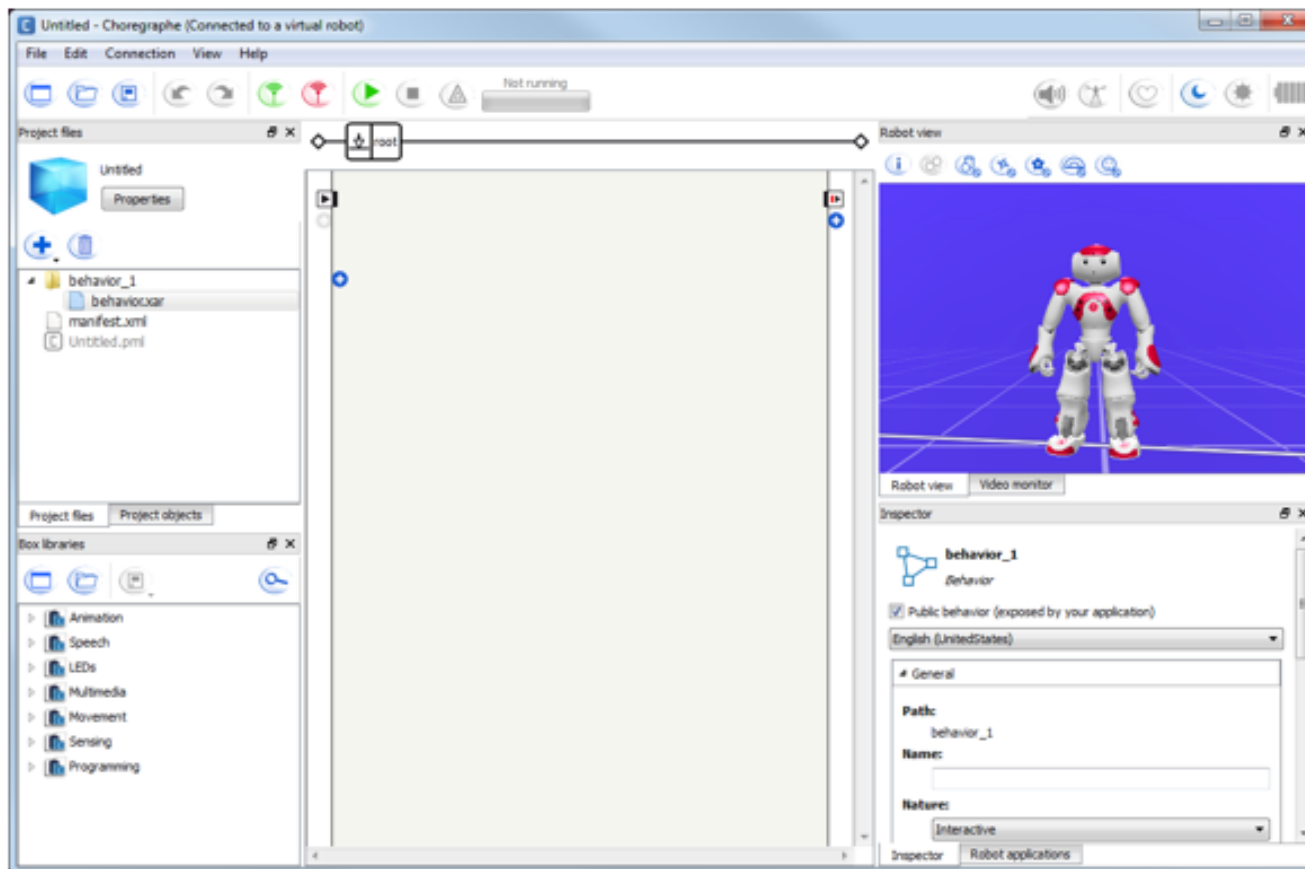 Untitled - Choregraphe (Connected to a virtual robot)
File Edit Connection View Help
Not running
Project files
Untitled
Properties
behavior_1
behavior.xar
manifest.xml
Untitled.pml
Project files Project objects
Box libraries
Animation
Speech
LEDs
Multimedia
Movement
Sensing
Programming
root
Robot view
Robot view Video monitor
Inspector
behavior_1
Behavior
Public behavior (exposed by your application)
English (UnitedStates)
General
Path:
behavior_1
Name:
Nature:
Interactive
Inspector Robot applications